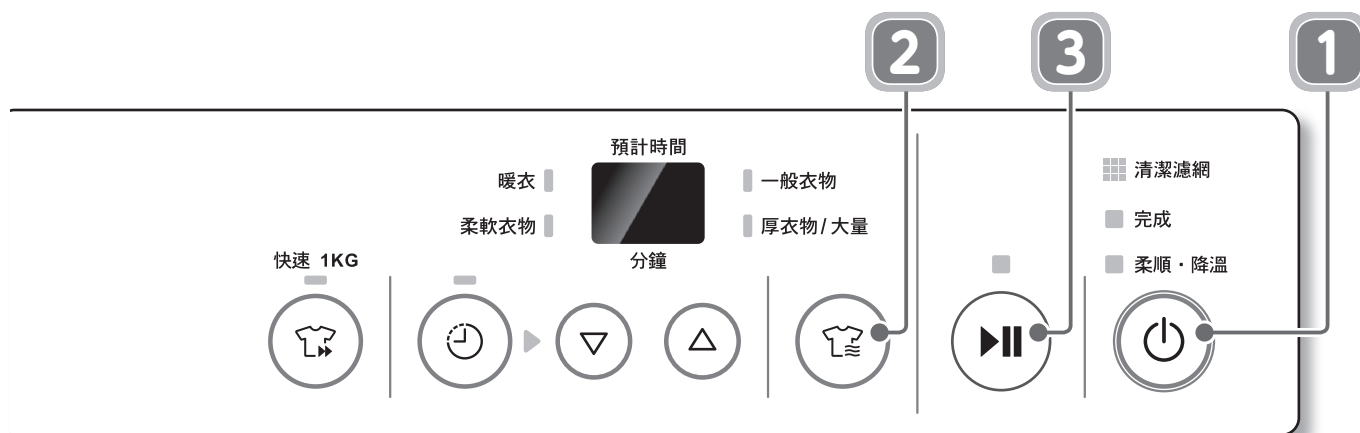 2
3
1
預計時間
暖衣
一般衣物
清潔濾網
柔軟衣物
厚衣物/大量
完成
快速 1KG
分鐘
柔順・降溫